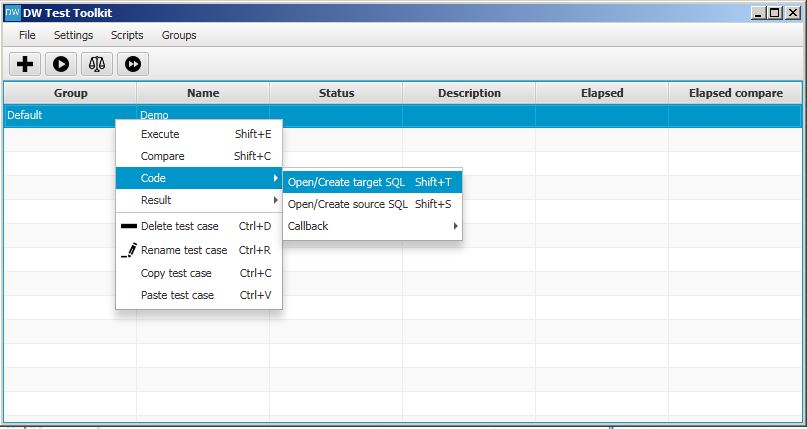 DW DW Test Toolkit
File Settings Scripts Groups
Group Name Status Description Elapsed Elapsed compare
Default Demo
Execute Shift+E
Compare Shift+C
Code
Open/Create target SQL Shift+T
Result
Open/Create source SQL Shift+S
Delete test case Ctrl+D
Callback
Rename test case Ctrl+R
Copy test case Ctrl+C
Paste test case Ctrl+V